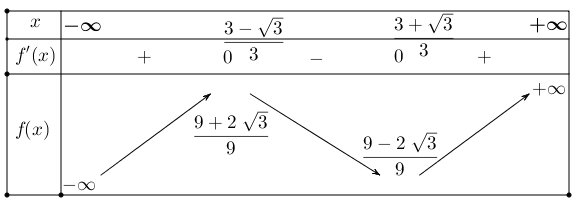 x −∞ (3 − √3)/3 (3 + √3)/3 +∞
f′(x) + 0 − 0 +
f(x) −∞ (9 + 2 √3)/9 (9 − 2 √3)/9 +∞